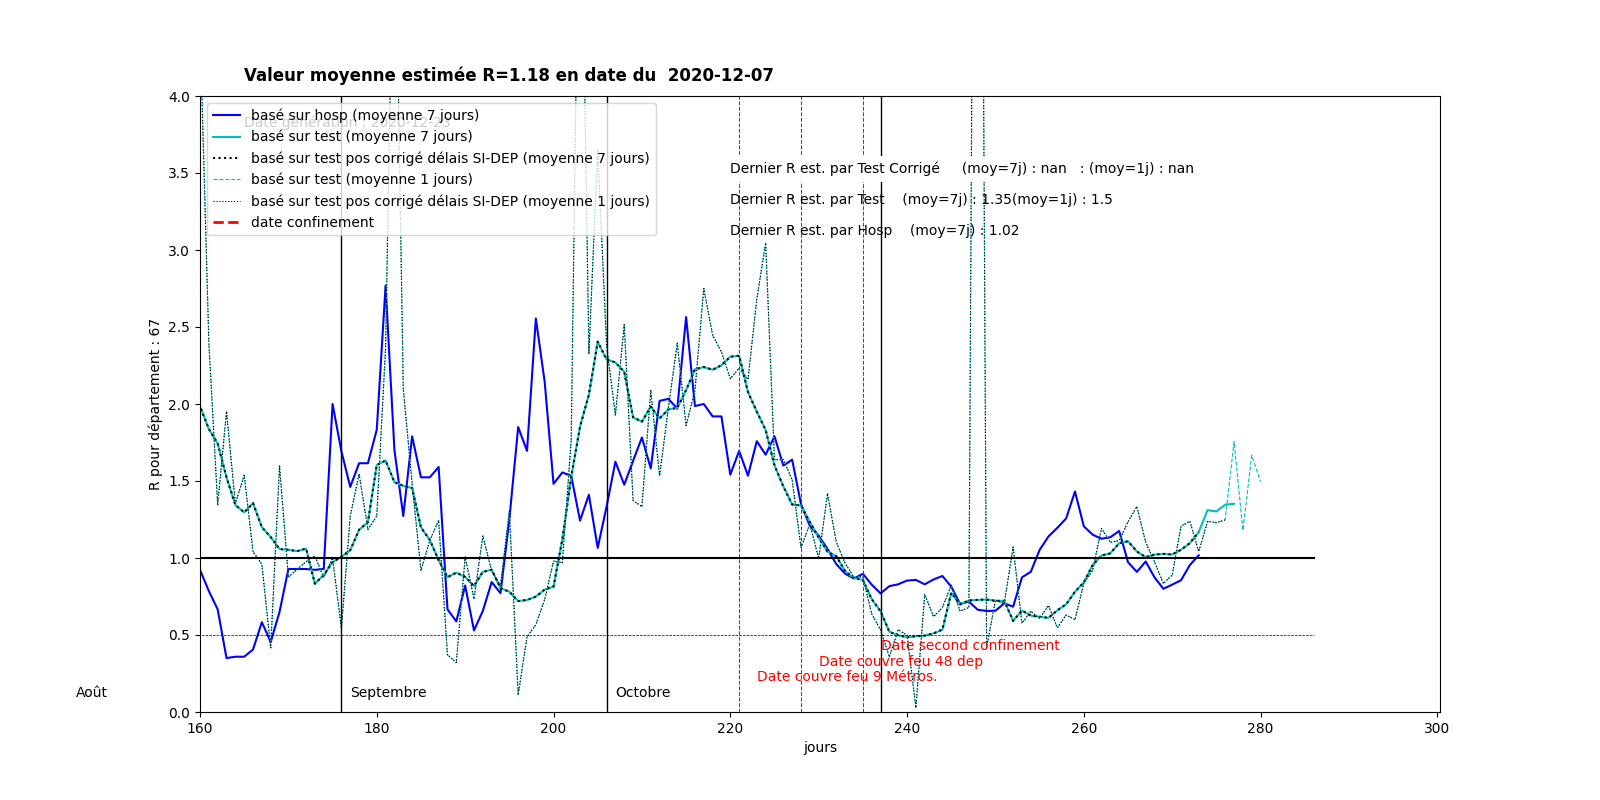 Valeur moyenne estimée R=1.18 en date du  2020-12-07
4.0
3.5
3.0
2.5
2.0
1.5
1.0
0.5
0.0
R pour département : 67
basé sur hosp (moyenne 7 jours)
Date génération : 2020-12-23
basé sur test (moyenne 7 jours)
basé sur test pos corrigé délais SI-DEP (moyenne 7 jours)
basé sur test (moyenne 1 jours)
basé sur test pos corrigé délais SI-DEP (moyenne 1 jours)
date confinement
Dernier R est. par Test Corrigé     (moy=7j) : nan   : (moy=1j) : nan
Dernier R est. par Test    (moy=7j) : 1.35(moy=1j) : 1.5
Dernier R est. par Hosp    (moy=7j) : 1.02
Date second confinement
Date couvre feu 48 dep
Date couvre feu 9 Métros.
Août
Septembre
Octobre
160 180 200 220 240 260 280 300
jours